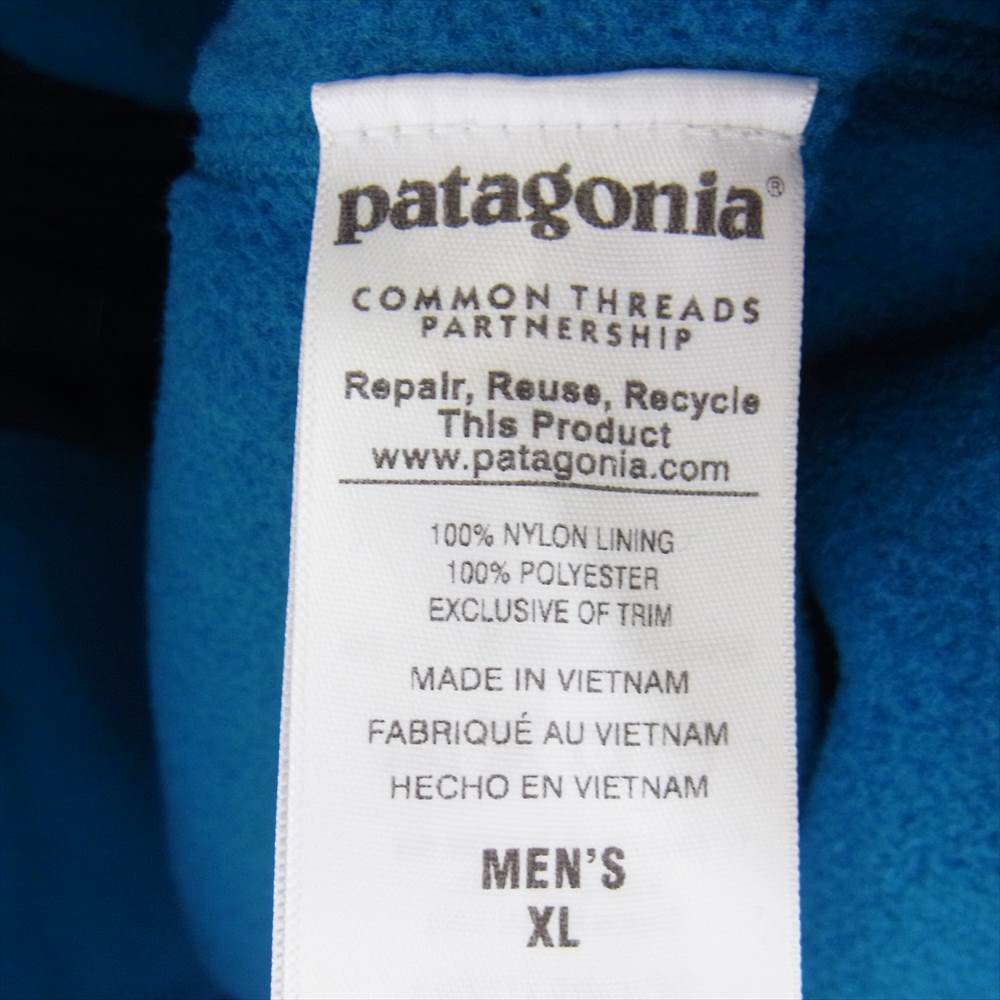 patagonia®
COMMON THREADS
PARTNERSHIP
Repair, Reuse, Recycle
This Product
www.patagonia.com
100% NYLON LINING
100% POLYESTER
EXCLUSIVE OF TRIM
MADE IN VIETNAM
FABRIQUÉ AU VIETNAM
HECHO EN VIETNAM
MEN'S
XL